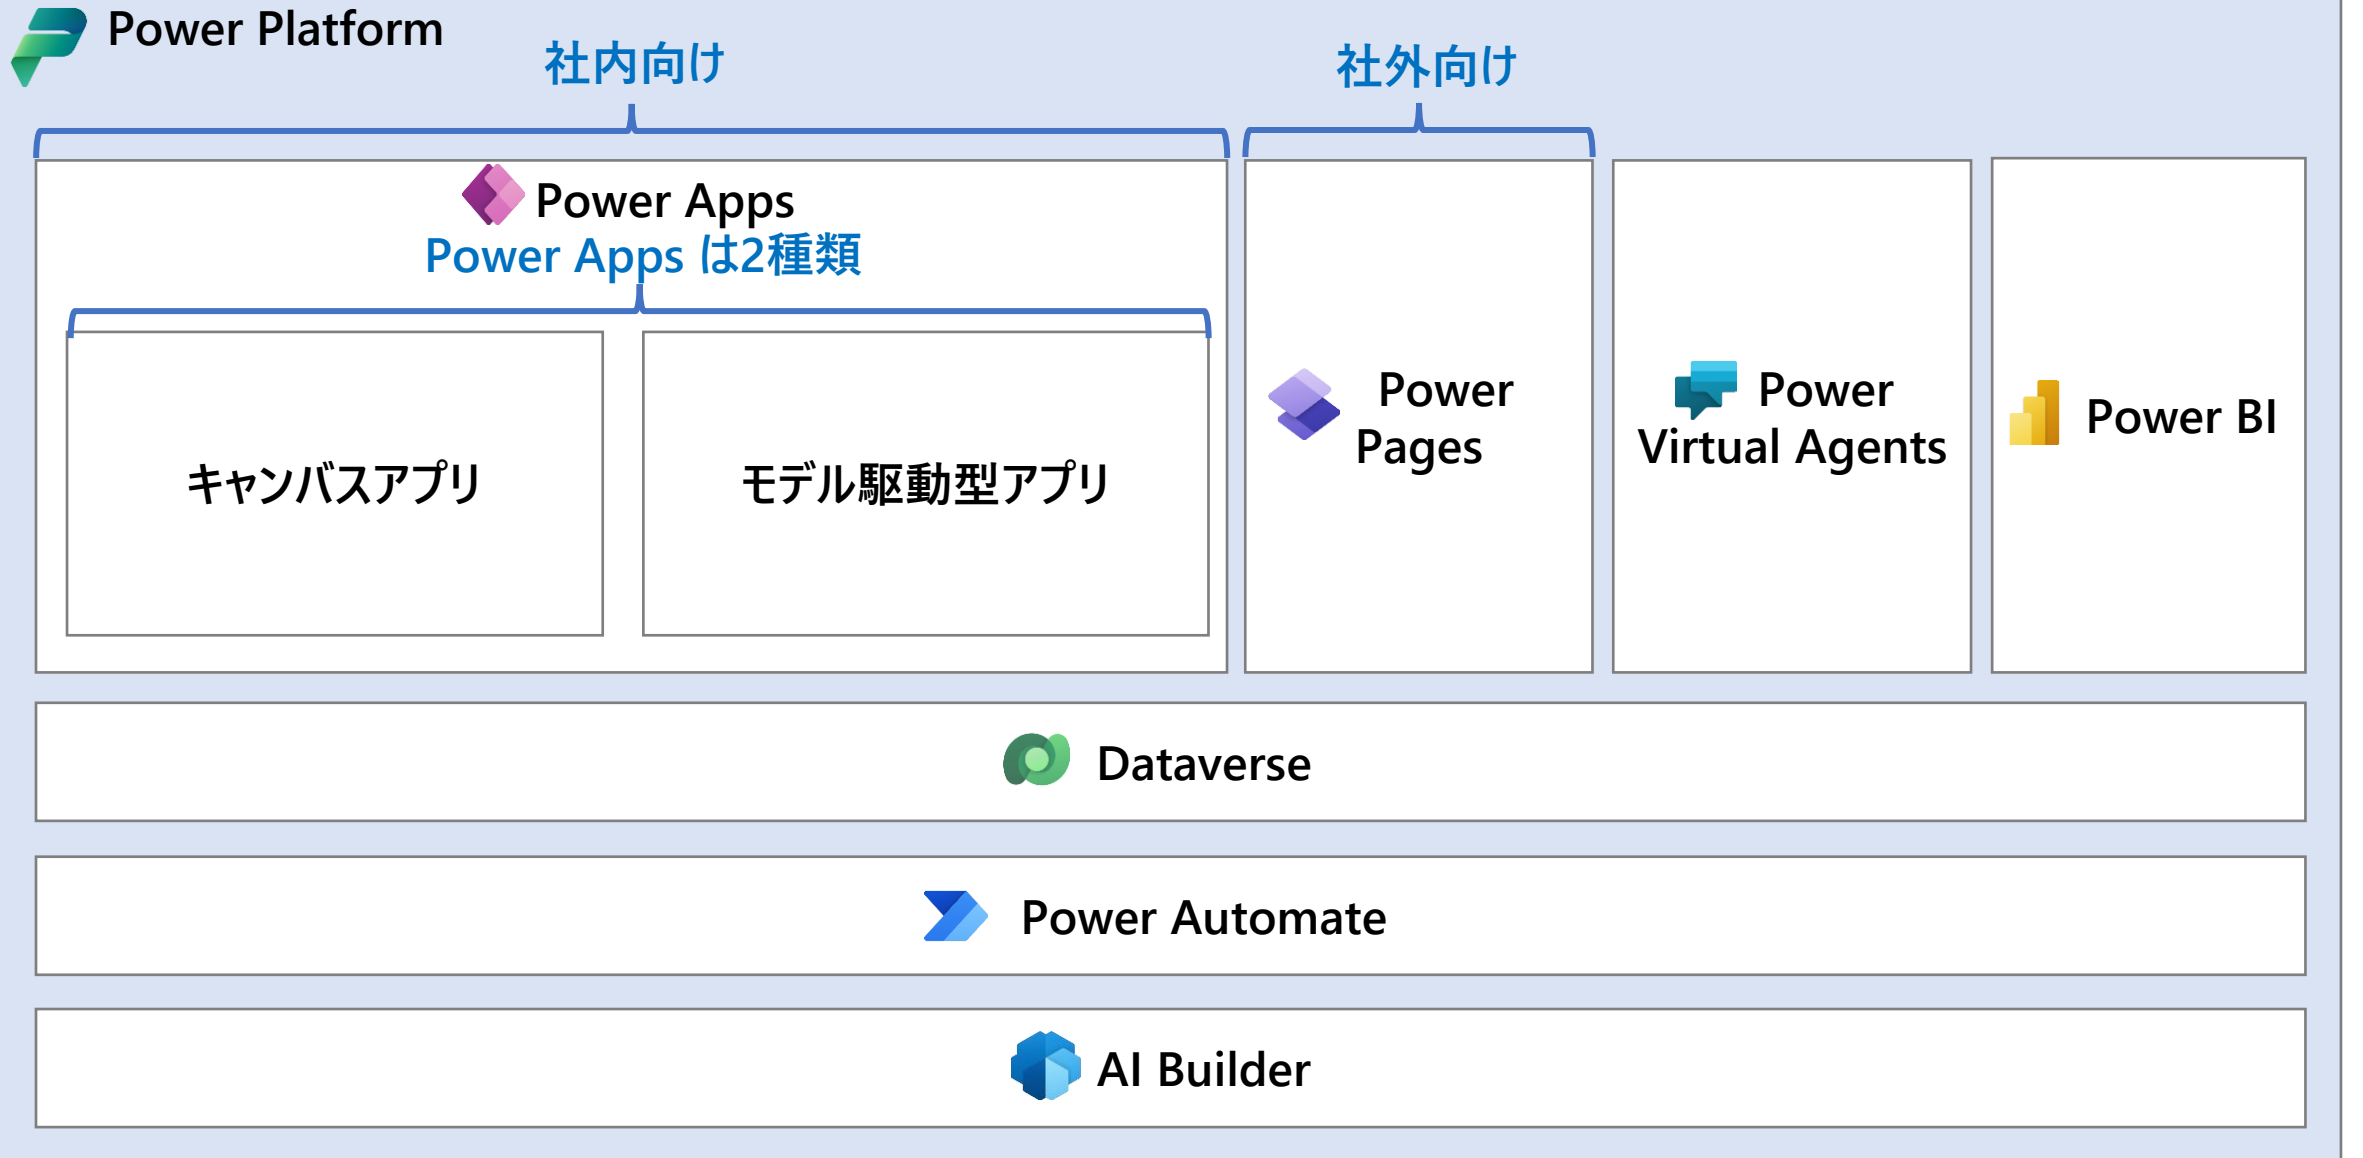 Power Platform
社内向け
社外向け
Power Apps
Power Apps は2種類
キャンバスアプリ
モデル駆動型アプリ
Power
Pages
Power
Virtual Agents
Power BI
Dataverse
Power Automate
AI Builder